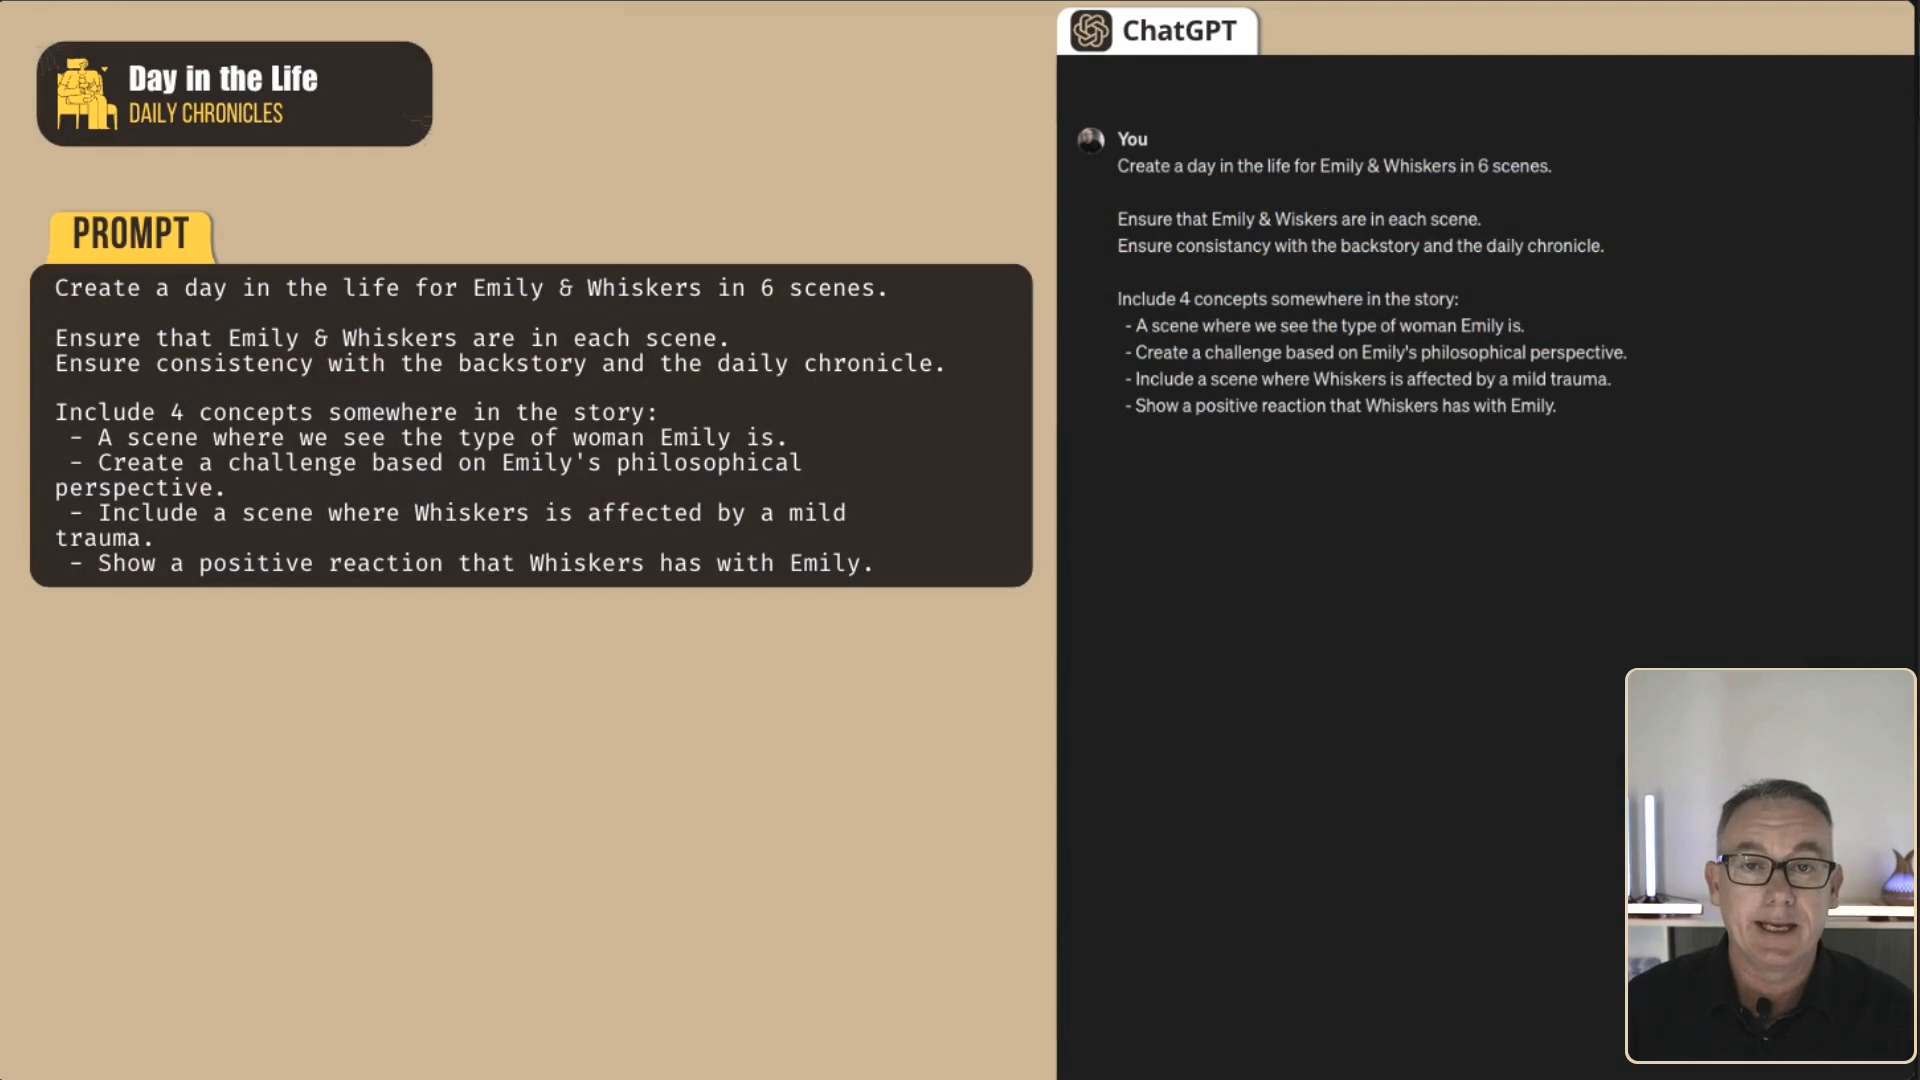 Day in the Life
DAILY CHRONICLES
PROMPT
Create a day in the life for Emily & Whiskers in 6 scenes.
Ensure that Emily & Whiskers are in each scene.
Ensure consistency with the backstory and the daily chronicle.
Include 4 concepts somewhere in the story:
- A scene where we see the type of woman Emily is.
- Create a challenge based on Emily's philosophical
perspective.
- Include a scene where Whiskers is affected by a mild
trauma.
- Show a positive reaction that Whiskers has with Emily.
ChatGPT
You
Create a day in the life for Emily & Whiskers in 6 scenes.
Ensure that Emily & Wiskers are in each scene.
Ensure consistancy with the backstory and the daily chronicle.
Include 4 concepts somewhere in the story:
- A scene where we see the type of woman Emily is.
- Create a challenge based on Emily's philosophical perspective.
- Include a scene where Whiskers is affected by a mild trauma.
- Show a positive reaction that Whiskers has with Emily.